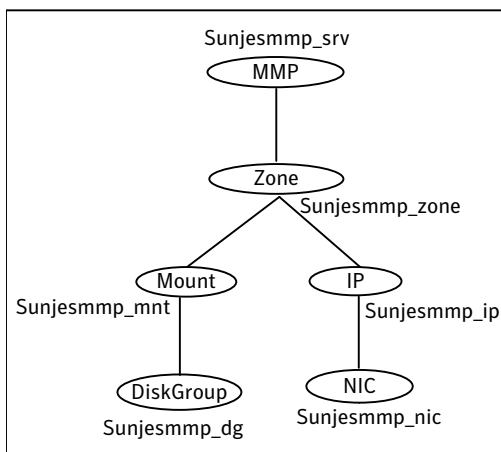 Sunjesmmp_srv
MMP
Zone
Sunjesmmp_zone
Mount
IP
Sunjesmmp_mnt
Sunjesmmp_ip
DiskGroup
NIC
Sunjesmmp_dg
Sunjesmmp_nic